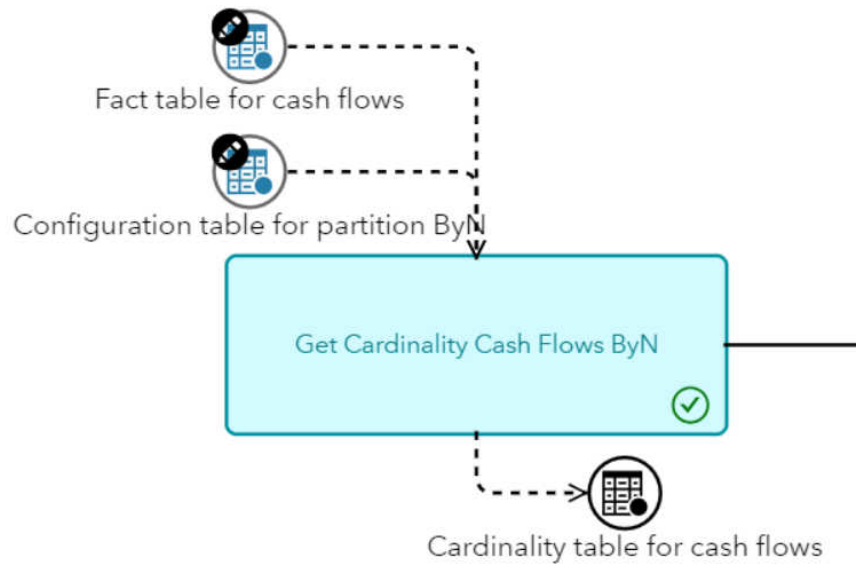 Fact table for cash flows
Configuration table for partition ByN
Get Cardinality Cash Flows ByN
Cardinality table for cash flows